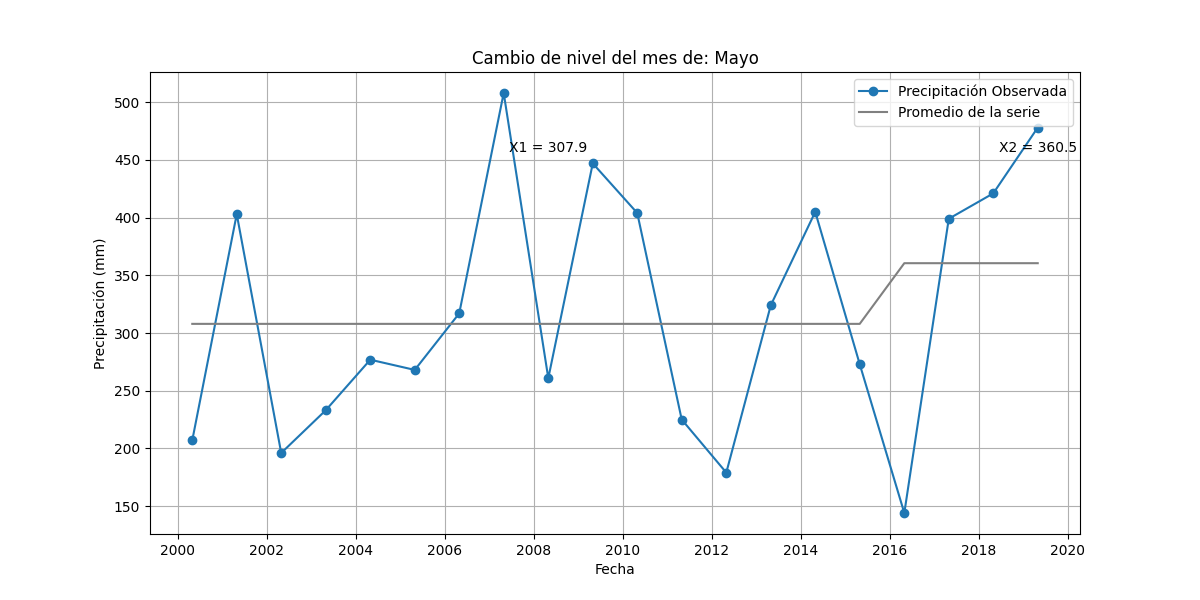 Cambio de nivel del mes de: Mayo
Precipitación Observada
Promedio de la serie
X1 = 307.9
X2 = 360.5
Precipitación (mm)
500
450
400
350
300
250
200
150
2000 2002 2004 2006 2008 2010 2012 2014 2016 2018 2020
Fecha